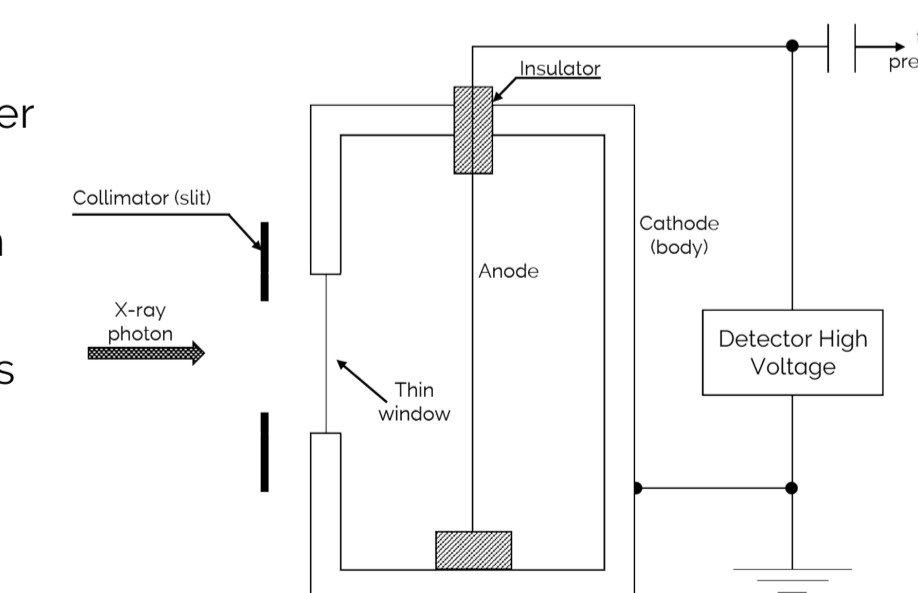 Insulator
Collimator (slit)
Cathode
(body)
Anode
X-ray
photon
Detector High
Voltage
Thin
window